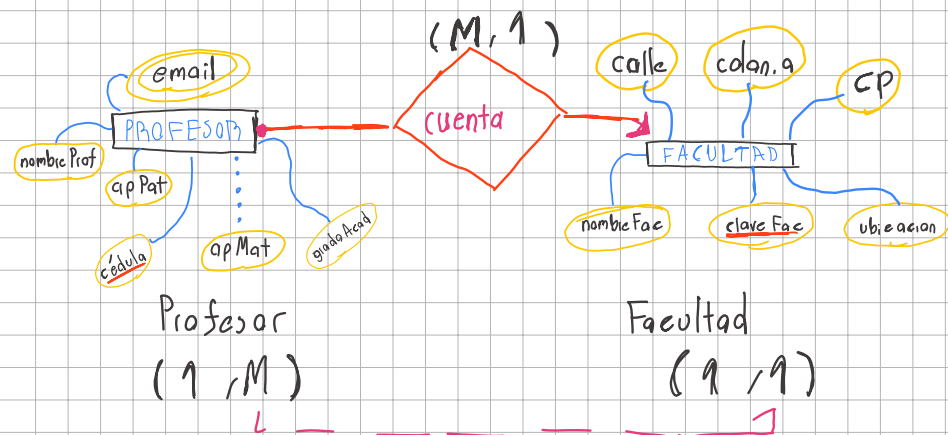 (M,1)
email
calle
colonia
CP
PROFESOR
cuenta
FACULTAD
nombreProf
apPat
cédula
apMat
gradoAcad
nombreFac
claveFac
ubicacion
Profesor
Facultad
(1,M)
(1,1)